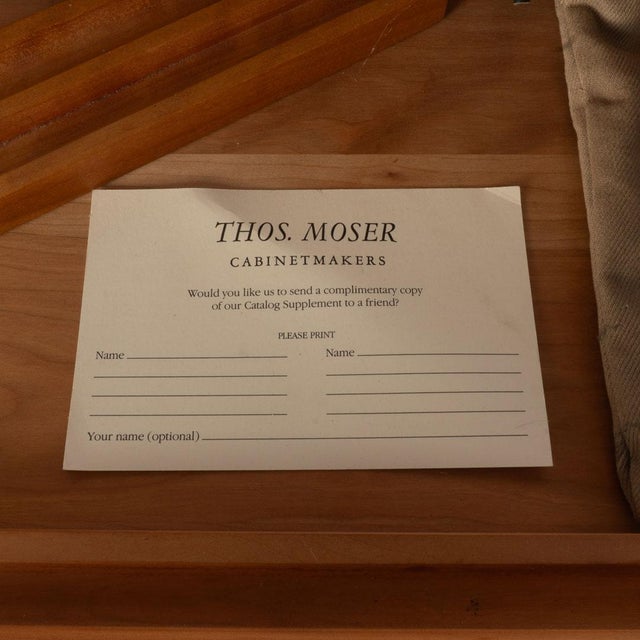 THOS. MOSER
CABINETMAKERS
Would you like us to send a complimentary copy
of our Catalog Supplement to a friend?
PLEASE PRINT
Name Name
Your name (optional)